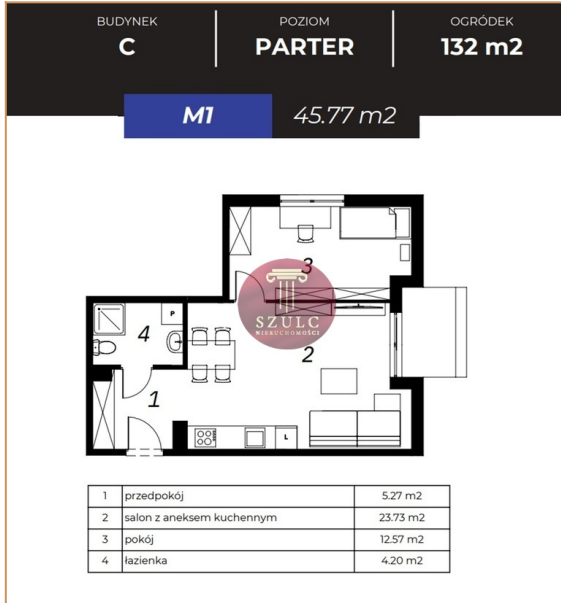 BUDYNEK POZIOM OGRÓDEK
C PARTER 132 m2
M1 45.77 m2
3
SZULC
NIERUCHOMOŚCI
P
4
2
1
L
1 przedpokój 5.27 m2
2 salon z aneksem kuchennym 23.73 m2
3 pokój 12.57 m2
4 łazienka 4.20 m2